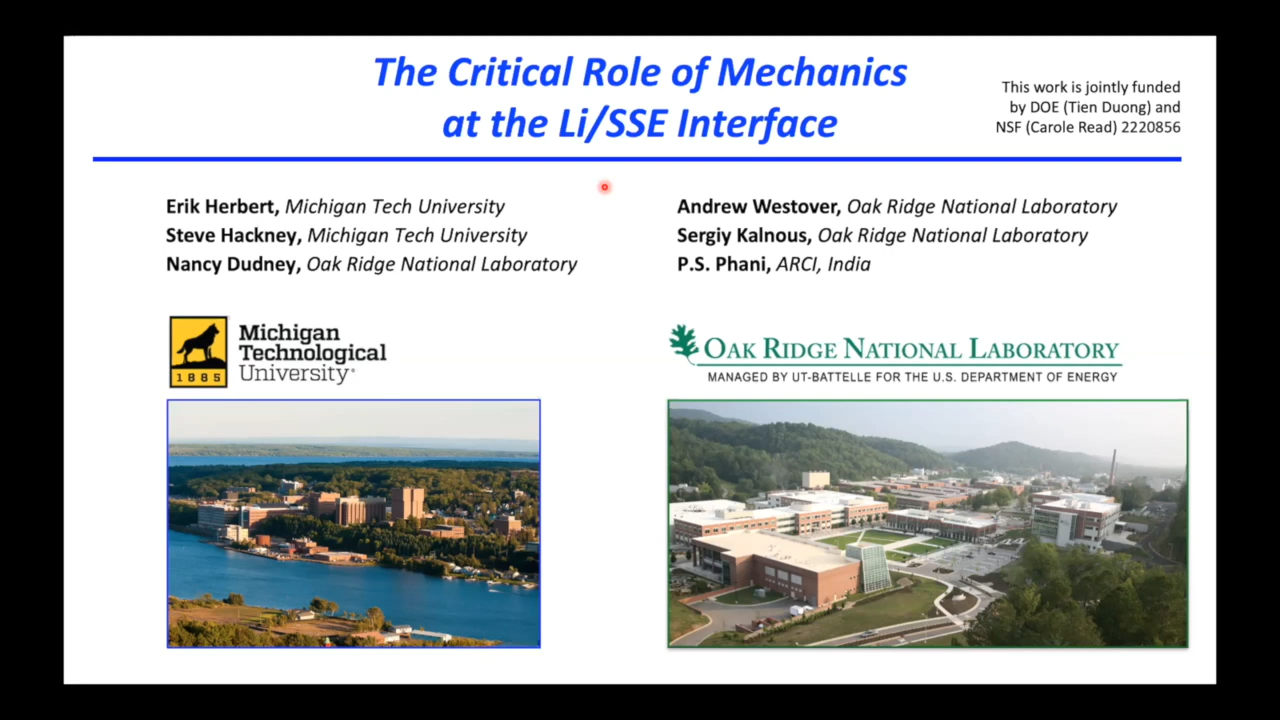 The Critical Role of Mechanics
at the Li/SSE Interface
This work is jointly funded
by DOE (Tien Duong) and
NSF (Carole Read) 2220856
Erik Herbert, Michigan Tech University
Steve Hackney, Michigan Tech University
Nancy Dudney, Oak Ridge National Laboratory
Andrew Westover, Oak Ridge National Laboratory
Sergiy Kalnous, Oak Ridge National Laboratory
P.S. Phani, ARCI, India
1885
Michigan
Technological
University
OAK RIDGE NATIONAL LABORATORY
MANAGED BY UT-BATTELLE FOR THE U.S. DEPARTMENT OF ENERGY